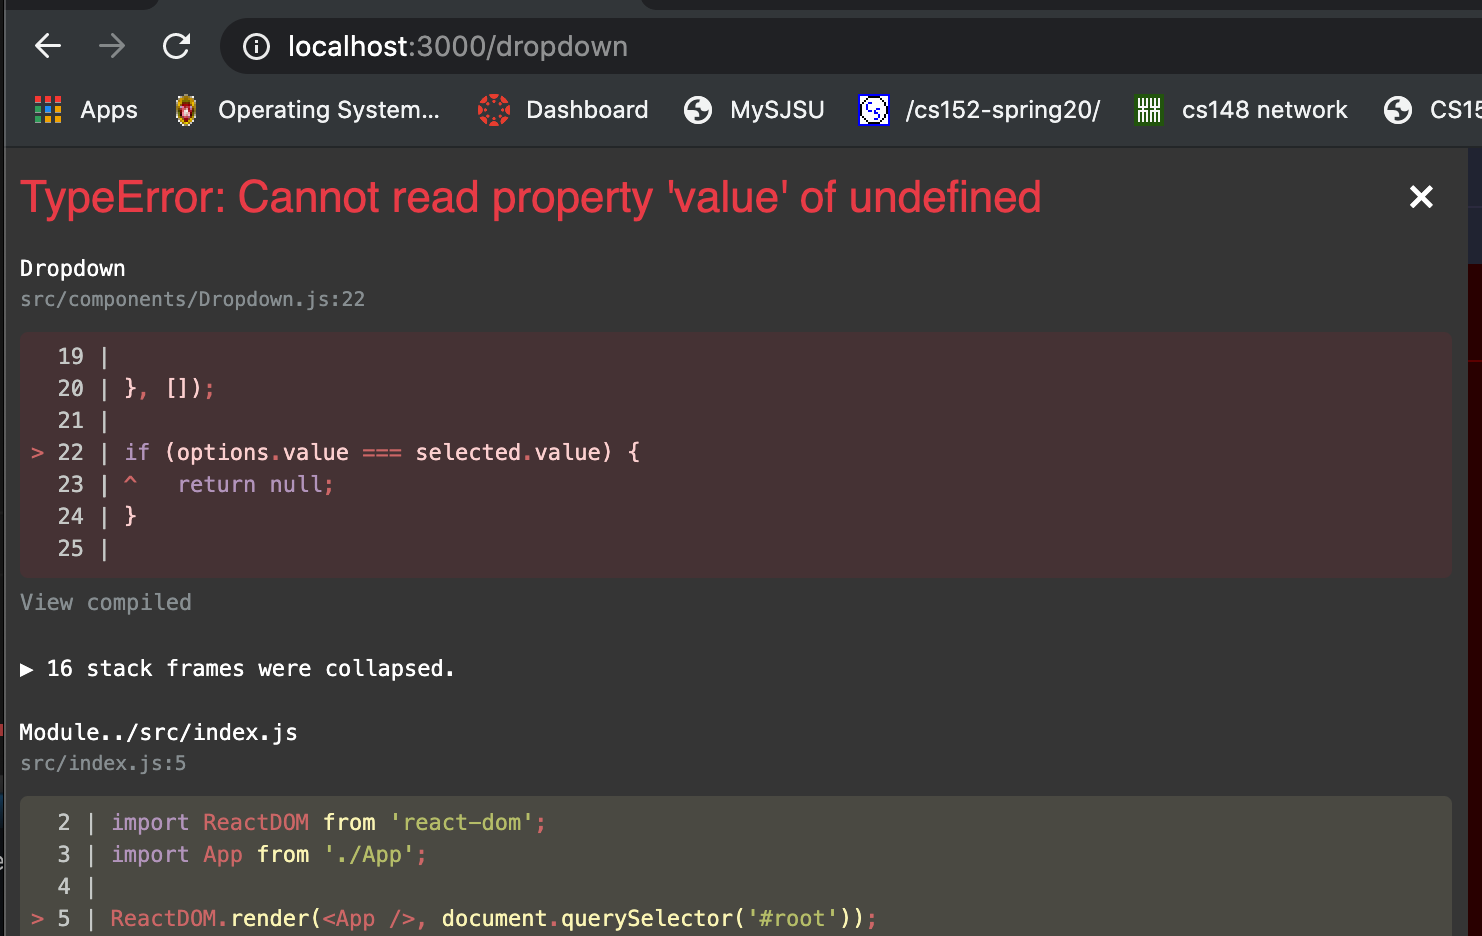 localhost:3000/dropdown
Apps Operating System... Dashboard MySJSU /cs152-spring20/ cs148 network
TypeError: Cannot read property 'value' of undefined
Dropdown
src/components/Dropdown.js:22
19 |
20 | }, []);
21 |
> 22 | if (options.value === selected.value) {
23 | ^   return null;
24 | }
25 |
View compiled
▶ 16 stack frames were collapsed.
Module../src/index.js
src/index.js:5
2 | import ReactDOM from 'react-dom';
3 | import App from './App';
4 |
> 5 | ReactDOM.render(<App />, document.querySelector('#root'));